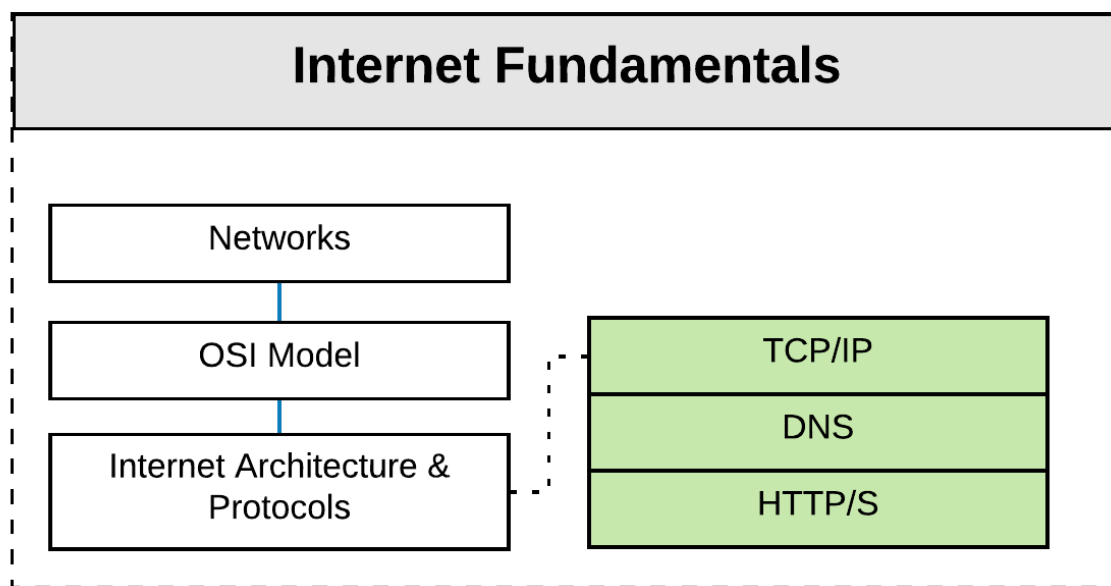 Internet Fundamentals
Networks
OSI Model
Internet Architecture &
Protocols
TCP/IP
DNS
HTTP/S